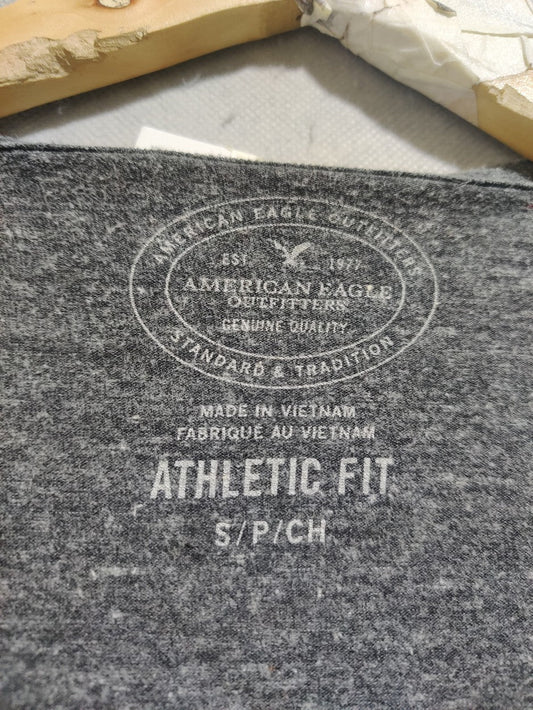 AMERICAN EAGLE OUTFITTERS
EST. 1977
AMERICAN EAGLE
OUTFITTERS
GENUINE QUALITY
STANDARD & TRADITION
MADE IN VIETNAM
FABRIQUÉ AU VIETNAM
ATHLETIC FIT
S/P/CH